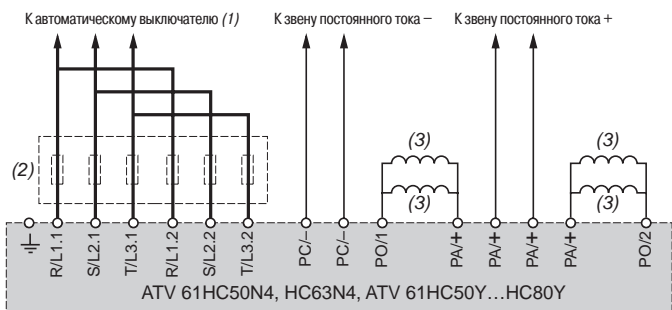 К автоматическому выключателю (1)
К звену постоянного тока –
К звену постоянного тока +
(2)
(3)
(3)
(3)
(3)
R/L1.1
S/L2.1
T/L3.1
R/L1.2
S/L2.2
T/L3.2
PC/-
PC/-
PO/1
PA/+
PA/+
PA/+
PA/+
PO/2
ATV 61HC50N4, HC63N4, ATV 61HC50Y…HC80Y